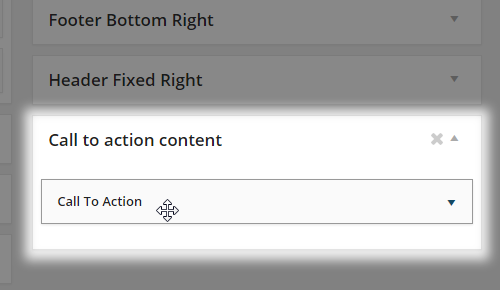 Footer Bottom Right
Header Fixed Right
Call to action content
Call To Action